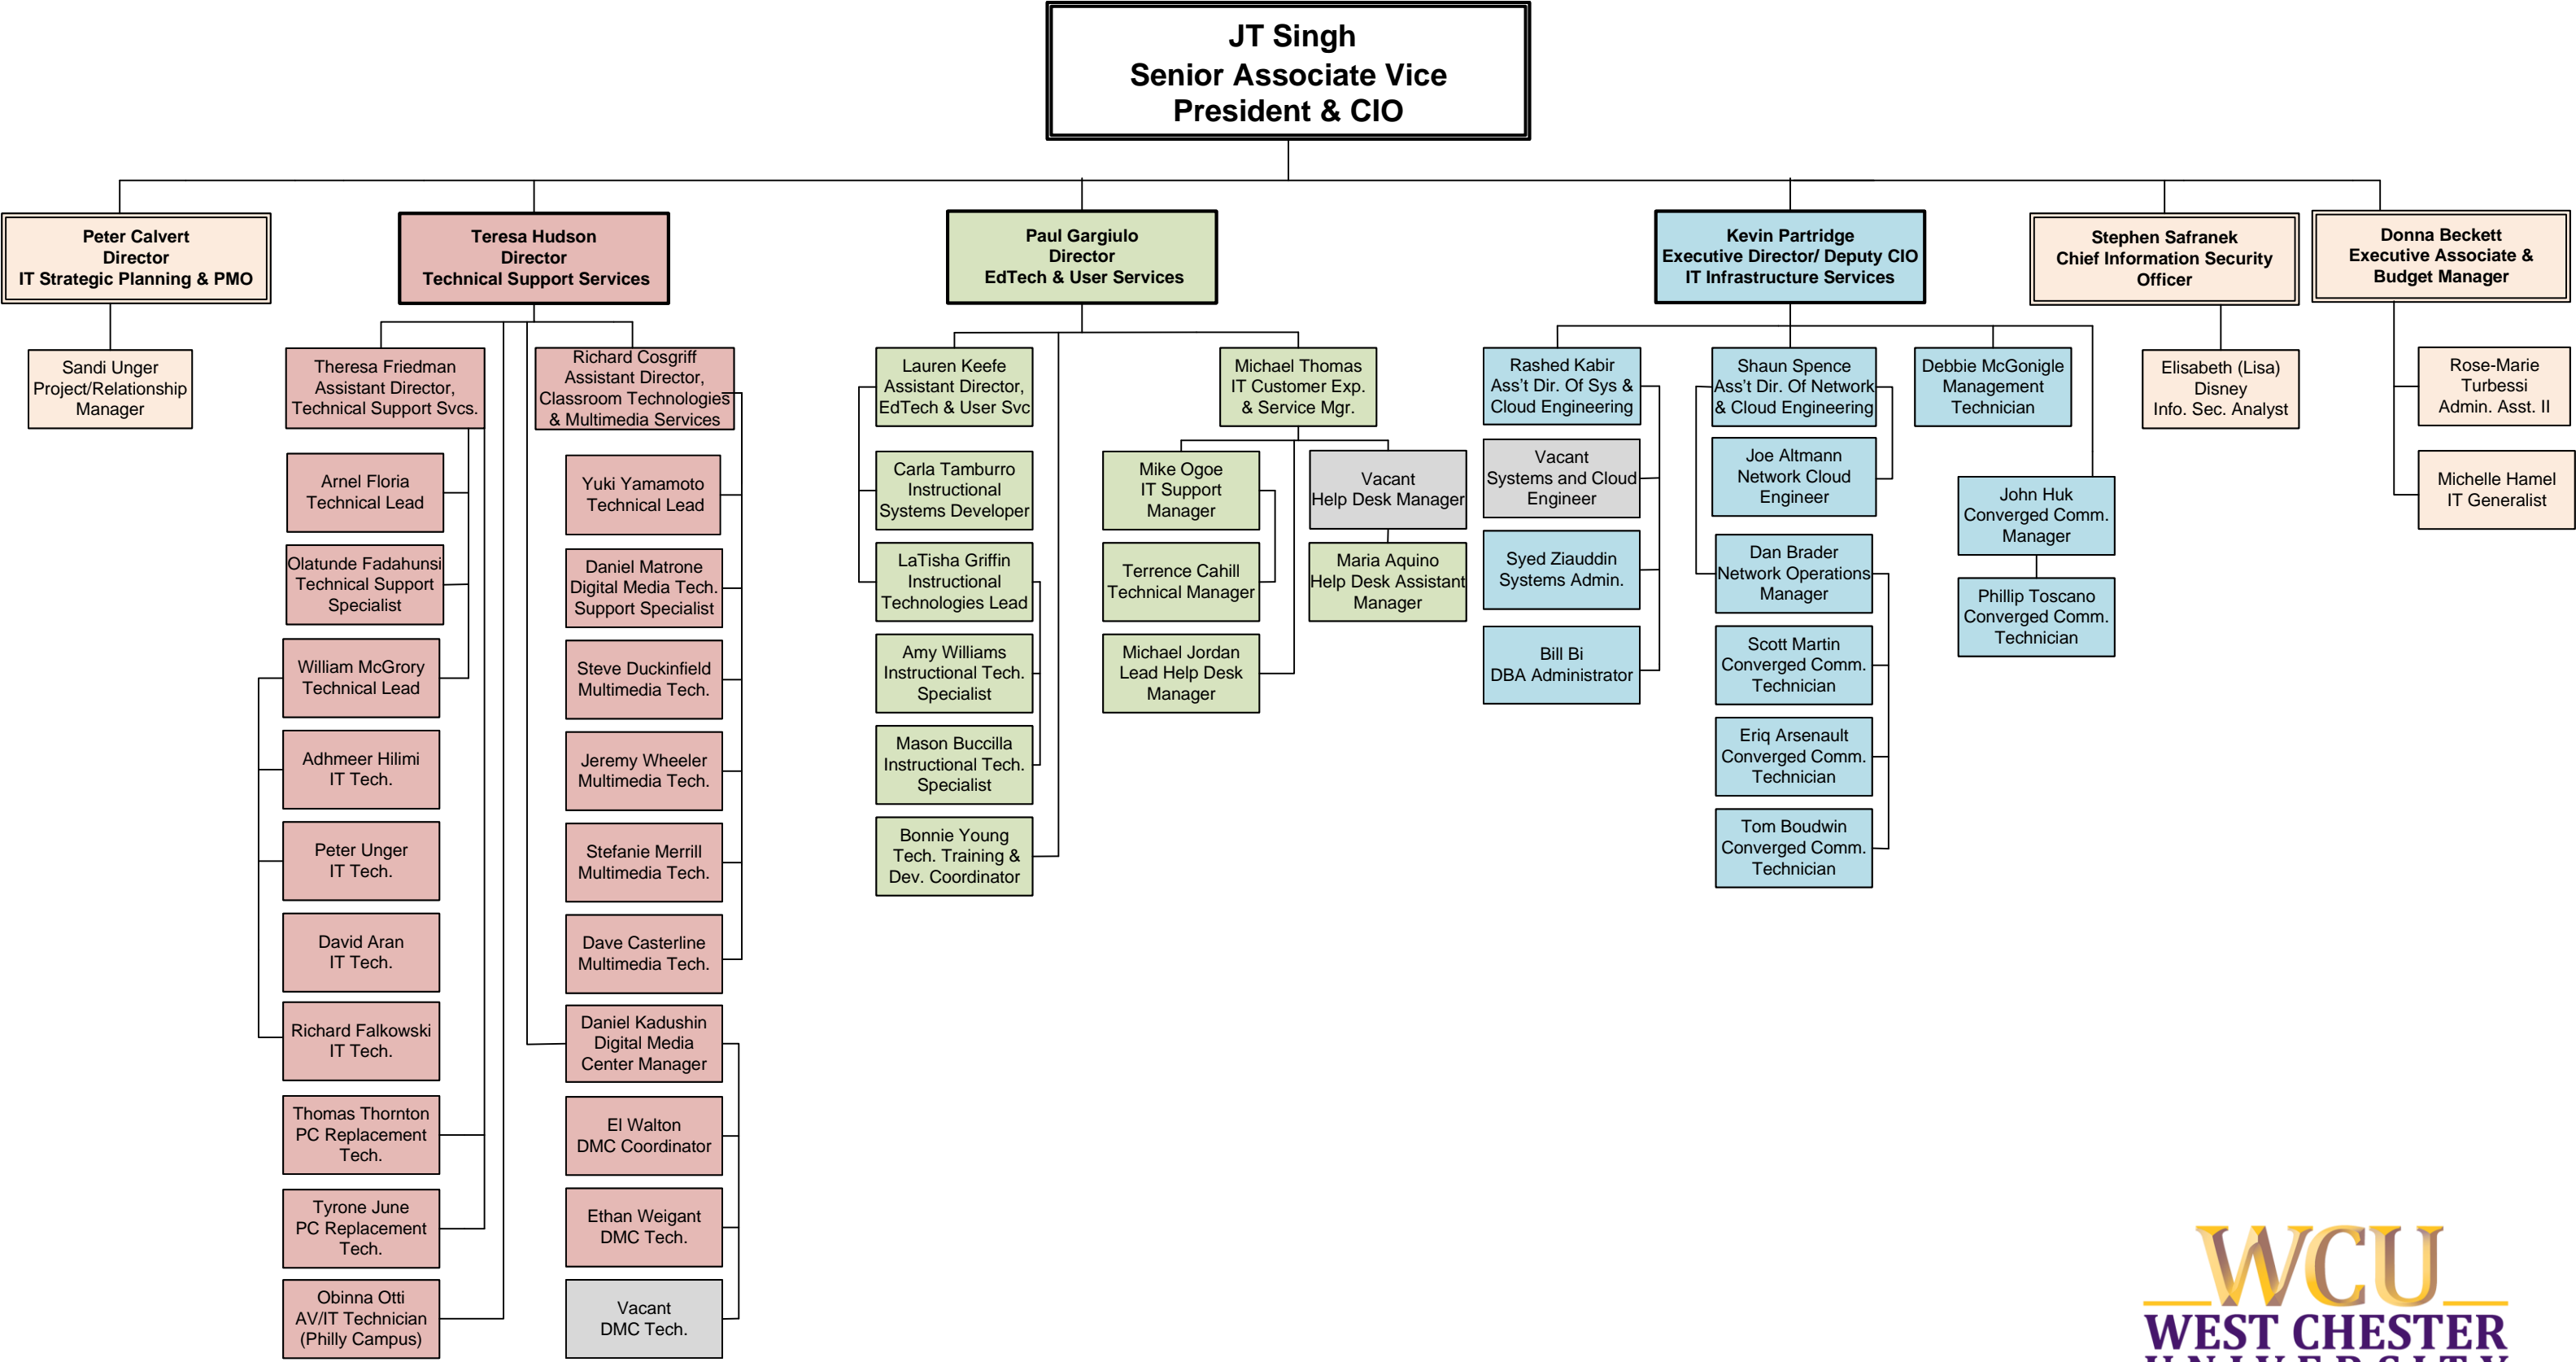 JT Singh
Senior Associate Vice
President & CIO
Peter Calvert
Director
IT Strategic Planning & PMO
Sandi Unger
Project/Relationship
Manager
Teresa Hudson
Director
Technical Support Services
Theresa Friedman
Assistant Director,
Technical Support Svcs.
Arnel Floria
Technical Lead
Olatunde Fadahunsi
Technical Support
Specialist
William McGrory
Technical Lead
Adhmeer Hilimi
IT Tech.
Peter Unger
IT Tech.
David Aran
IT Tech.
Richard Falkowski
IT Tech.
Thomas Thornton
PC Replacement
Tech.
Tyrone June
PC Replacement
Tech.
Obinna Otti
AV/IT Technician
(Philly Campus)
Richard Cosgriff
Assistant Director,
Classroom Technologies
& Multimedia Services
Yuki Yamamoto
Technical Lead
Daniel Matrone
Digital Media Tech.
Support Specialist
Steve Duckinfield
Multimedia Tech.
Jeremy Wheeler
Multimedia Tech.
Stefanie Merrill
Multimedia Tech.
Dave Casterline
Multimedia Tech.
Daniel Kadushin
Digital Media
Center Manager
El Walton
DMC Coordinator
Ethan Weigant
DMC Tech.
Vacant
DMC Tech.
Paul Gargiulo
Director
EdTech & User Services
Lauren Keefe
Assistant Director,
EdTech & User Svc
Carla Tamburro
Instructional
Systems Developer
LaTisha Griffin
Instructional
Technologies Lead
Amy Williams
Instructional Tech.
Specialist
Mason Buccilla
Instructional Tech.
Specialist
Bonnie Young
Tech. Training &
Dev. Coordinator
Michael Thomas
IT Customer Exp.
& Service Mgr.
Mike Ogoe
IT Support
Manager
Terrence Cahill
Technical Manager
Michael Jordan
Lead Help Desk
Manager
Vacant
Help Desk Manager
Maria Aquino
Help Desk Assistant
Manager
Kevin Partridge
Executive Director/ Deputy CIO
IT Infrastructure Services
Rashed Kabir
Ass't Dir. Of Sys &
Cloud Engineering
Vacant
Systems and Cloud
Engineer
Syed Ziauddin
Systems Admin.
Bill Bi
DBA Administrator
Shaun Spence
Ass't Dir. Of Network
& Cloud Engineering
Joe Altmann
Network Cloud
Engineer
Dan Brader
Network Operations
Manager
Scott Martin
Converged Comm.
Technician
Eriq Arsenault
Converged Comm.
Technician
Tom Boudwin
Converged Comm.
Technician
Debbie McGonigle
Management
Technician
John Huk
Converged Comm.
Manager
Phillip Toscano
Converged Comm.
Technician
Stephen Safranek
Chief Information Security
Officer
Elisabeth (Lisa)
Disney
Info. Sec. Analyst
Donna Beckett
Executive Associate &
Budget Manager
Rose-Marie
Turbessi
Admin. Asst. II
Michelle Hamel
IT Generalist
WCU
WEST CHESTER
UNIVERSITY